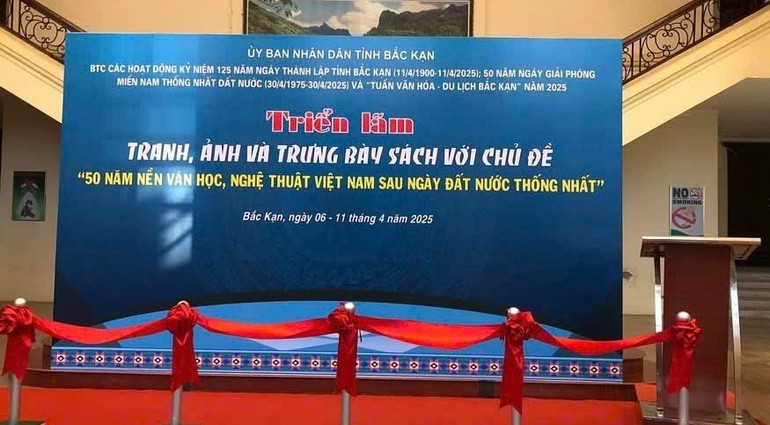 ỦY BAN NHÂN DÂN TỈNH BẮC KẠN
BTC CÁC HOẠT ĐỘNG KỶ NIỆM 125 NĂM NGÀY THÀNH LẬP TỈNH BẮC KẠN (11/4/1900-11/4/2025); 50 NĂM NGÀY GIẢI PHÓNG
MIỀN NAM THỐNG NHẤT ĐẤT NƯỚC (30/4/1975-30/4/2025) VÀ "TUẦN VĂN HÓA - DU LỊCH BẮC KẠN" NĂM 2025
Triển lãm
TRANH, ẢNH VÀ TRƯNG BÀY SÁCH VỚI CHỦ ĐỀ
"50 NĂM NỀN VĂN HỌC, NGHỆ THUẬT VIỆT NAM SAU NGÀY ĐẤT NƯỚC THỐNG NHẤT"
Bắc Kạn, ngày 06 - 11 tháng 4 năm 2025
NO
SMOKING